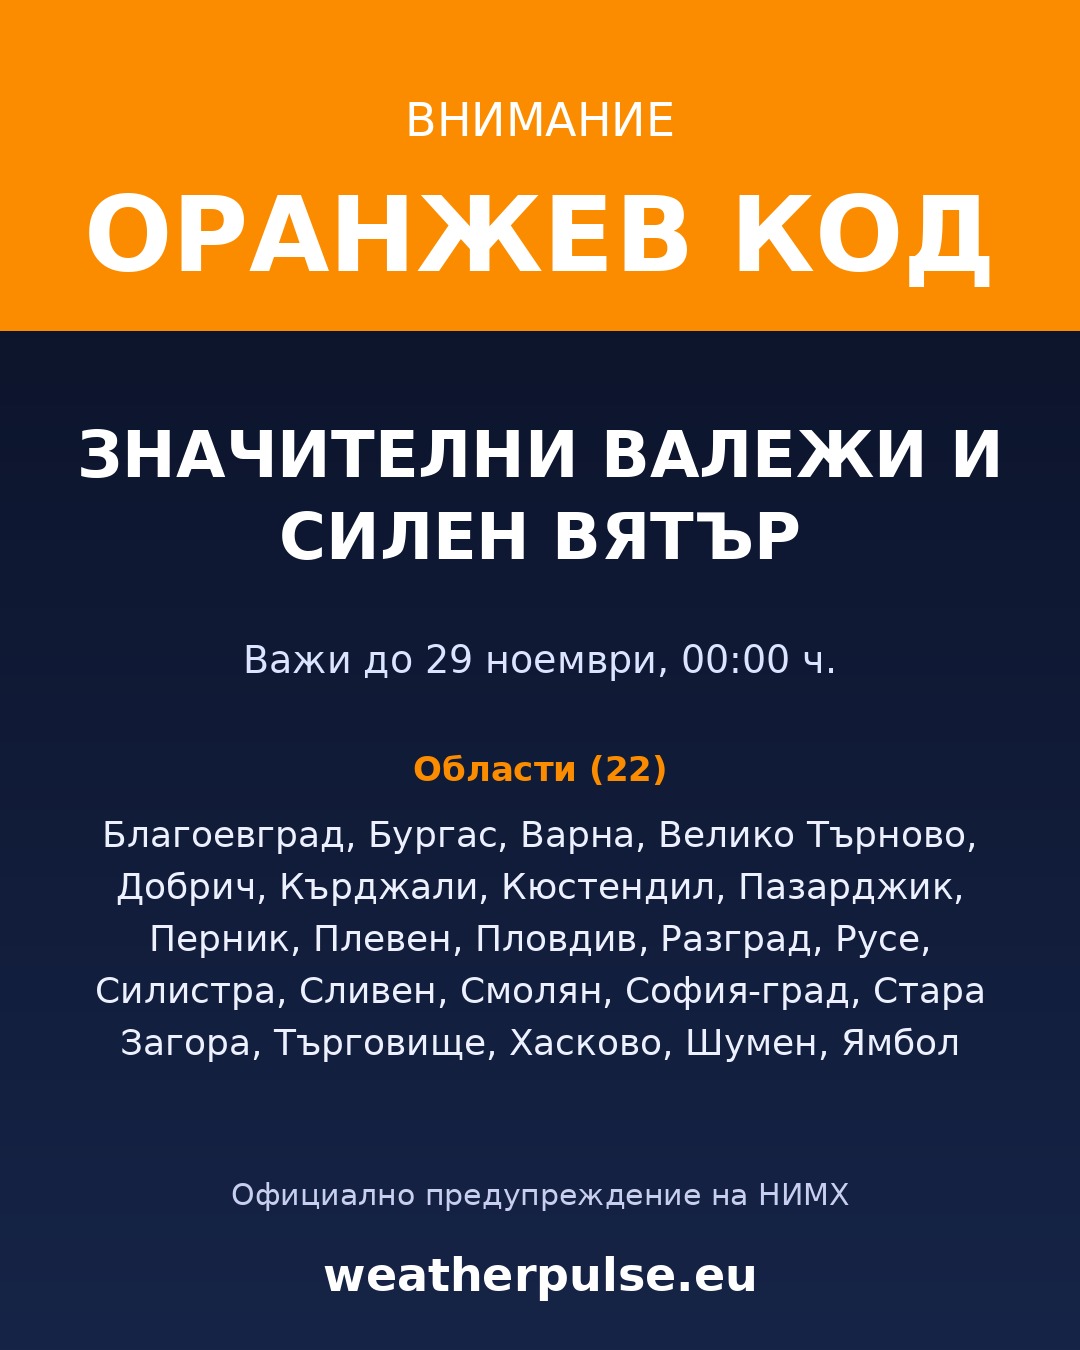 ВНИМАНИЕ
ОРАНЖЕВ КОД
ЗНАЧИТЕЛНИ ВАЛЕЖИ И
СИЛЕН ВЯТЪР
Важи до 29 ноември, 00:00 ч.
Области (22)
Благоевград, Бургас, Варна, Велико Търново,
Добрич, Кърджали, Кюстендил, Пазарджик,
Перник, Плевен, Пловдив, Разград, Русе,
Силистра, Сливен, Смолян, София-град, Стара
Загора, Търговище, Хасково, Шумен, Ямбол
Официално предупреждение на НИМХ
weatherpulse.eu